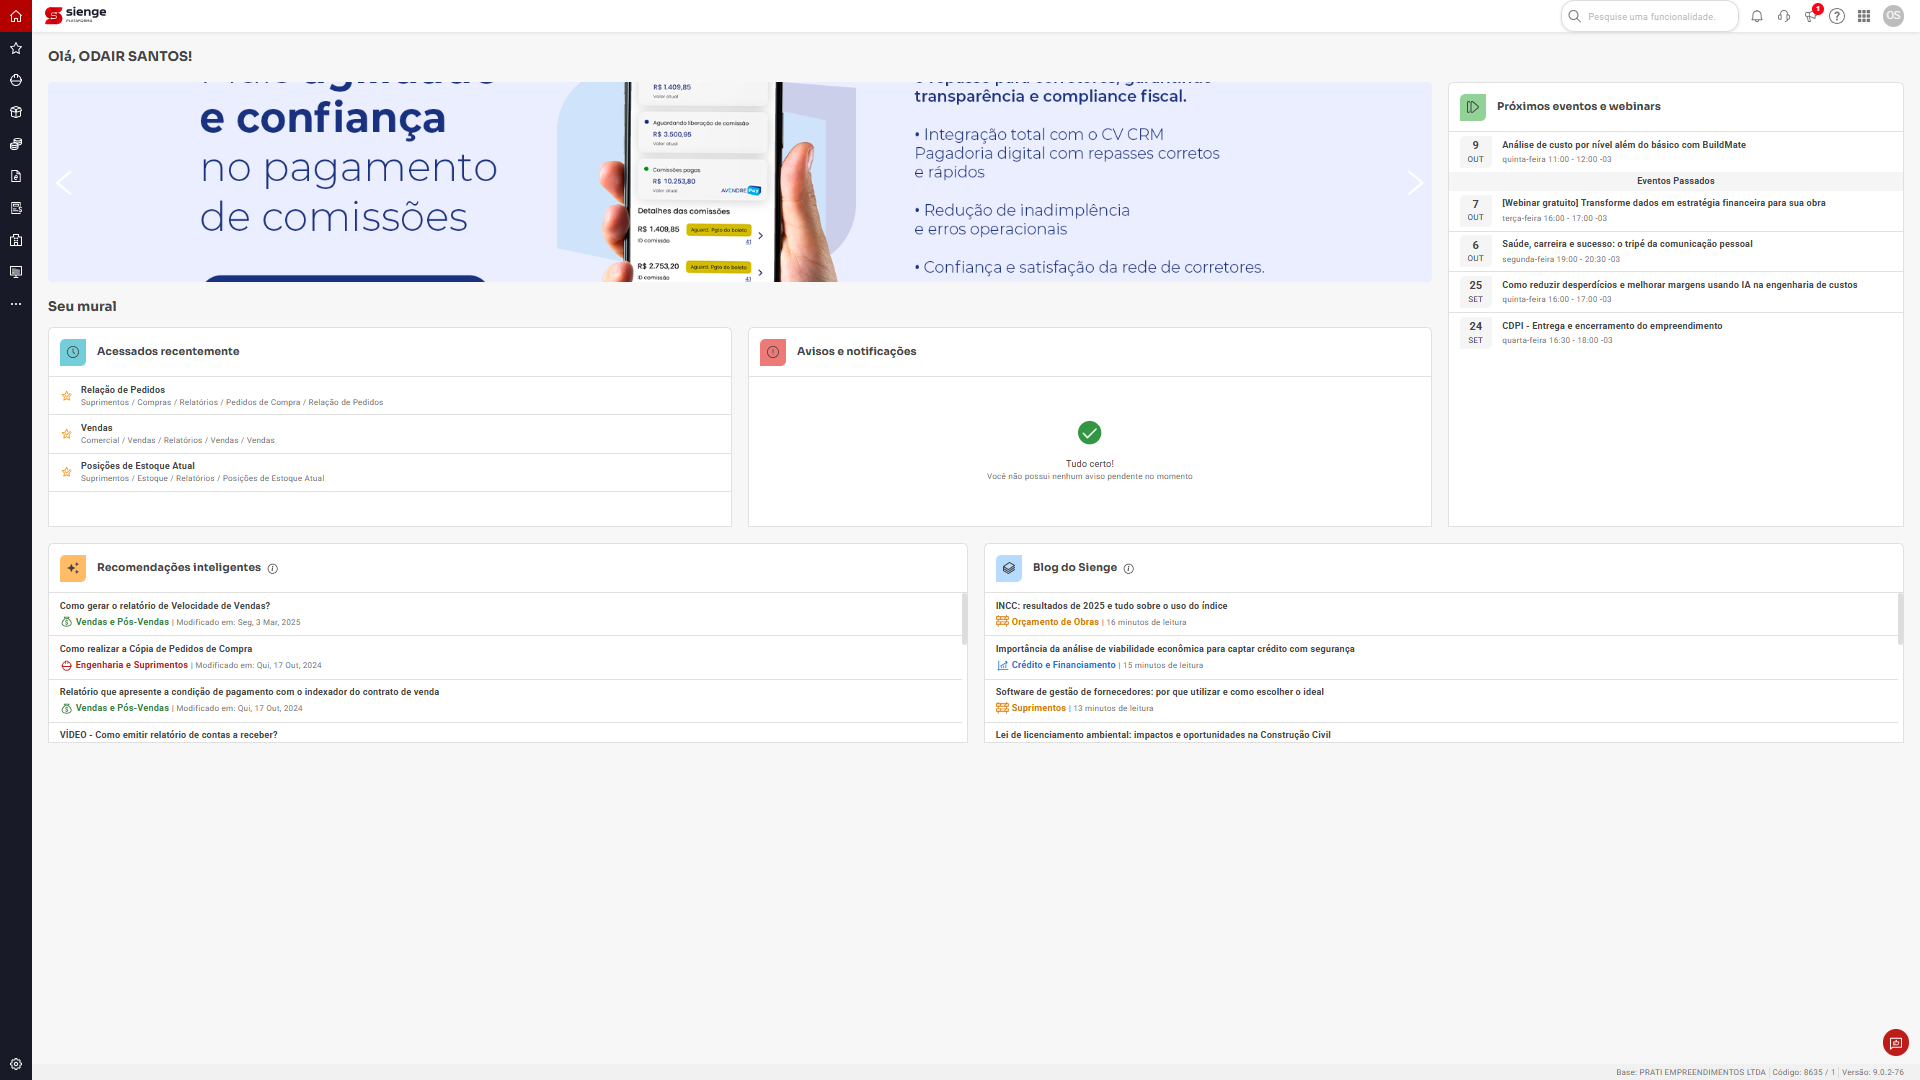 sienge
PLATAFORMA
Pesquise uma funcionalidade.
1
OS
Olá, ODAIR SANTOS!
e confiança
no pagamento
de comissões
R$ 1.409,85
Valor atual
Aguardando liberação de comissão
R$ 3.500,95
Valor atual
Comissões pagas
R$ 10.253,80
Valor atual
AVENDREPay
Detalhes das comissões
R$ 1.409,85 Aguard. Pgto do boleto
ID comissão 41
R$ 2.753,20 Aguard. Pgto do boleto
ID comissão 41
transparência e compliance fiscal.
• Integração total com o CV CRM
Pagadoria digital com repasses corretos
e rápidos
• Redução de inadimplência
e erros operacionais
• Confiança e satisfação da rede de corretores.
Próximos eventos e webinars
9 OUT
Análise de custo por nível além do básico com BuildMate
quinta-feira 11:00 - 12:00 -03
Eventos Passados
7 OUT
[Webinar gratuito] Transforme dados em estratégia financeira para sua obra
terça-feira 16:00 - 17:00 -03
6 OUT
Saúde, carreira e sucesso: o tripé da comunicação pessoal
segunda-feira 19:00 - 20:30 -03
25 SET
Como reduzir desperdícios e melhorar margens usando IA na engenharia de custos
quinta-feira 16:00 - 17:00 -03
24 SET
CDPI - Entrega e encerramento do empreendimento
quarta-feira 16:30 - 18:00 -03
Seu mural
Acessados recentemente
Relação de Pedidos
Suprimentos / Compras / Relatórios / Pedidos de Compra / Relação de Pedidos
Vendas
Comercial / Vendas / Relatórios / Vendas / Vendas
Posições de Estoque Atual
Suprimentos / Estoque / Relatórios / Posições de Estoque Atual
Avisos e notificações
Tudo certo!
Você não possui nenhum aviso pendente no momento
Recomendações inteligentes
Como gerar o relatório de Velocidade de Vendas?
Vendas e Pós-Vendas | Modificado em: Seg, 3 Mar, 2025
Como realizar a Cópia de Pedidos de Compra
Engenharia e Suprimentos | Modificado em: Qui, 17 Out, 2024
Relatório que apresente a condição de pagamento com o indexador do contrato de venda
Vendas e Pós-Vendas | Modificado em: Qui, 17 Out, 2024
VÍDEO - Como emitir relatório de contas a receber?
Blog do Sienge
INCC: resultados de 2025 e tudo sobre o uso do índice
Orçamento de Obras | 16 minutos de leitura
Importância da análise de viabilidade econômica para captar crédito com segurança
Crédito e Financiamento | 15 minutos de leitura
Software de gestão de fornecedores: por que utilizar e como escolher o ideal
Suprimentos | 13 minutos de leitura
Lei de licenciamento ambiental: impactos e oportunidades na Construção Civil
Base: PRATI EMPREENDIMENTOS LTDA | Código: 8635 / 1 | Versão: 9.0.2-76